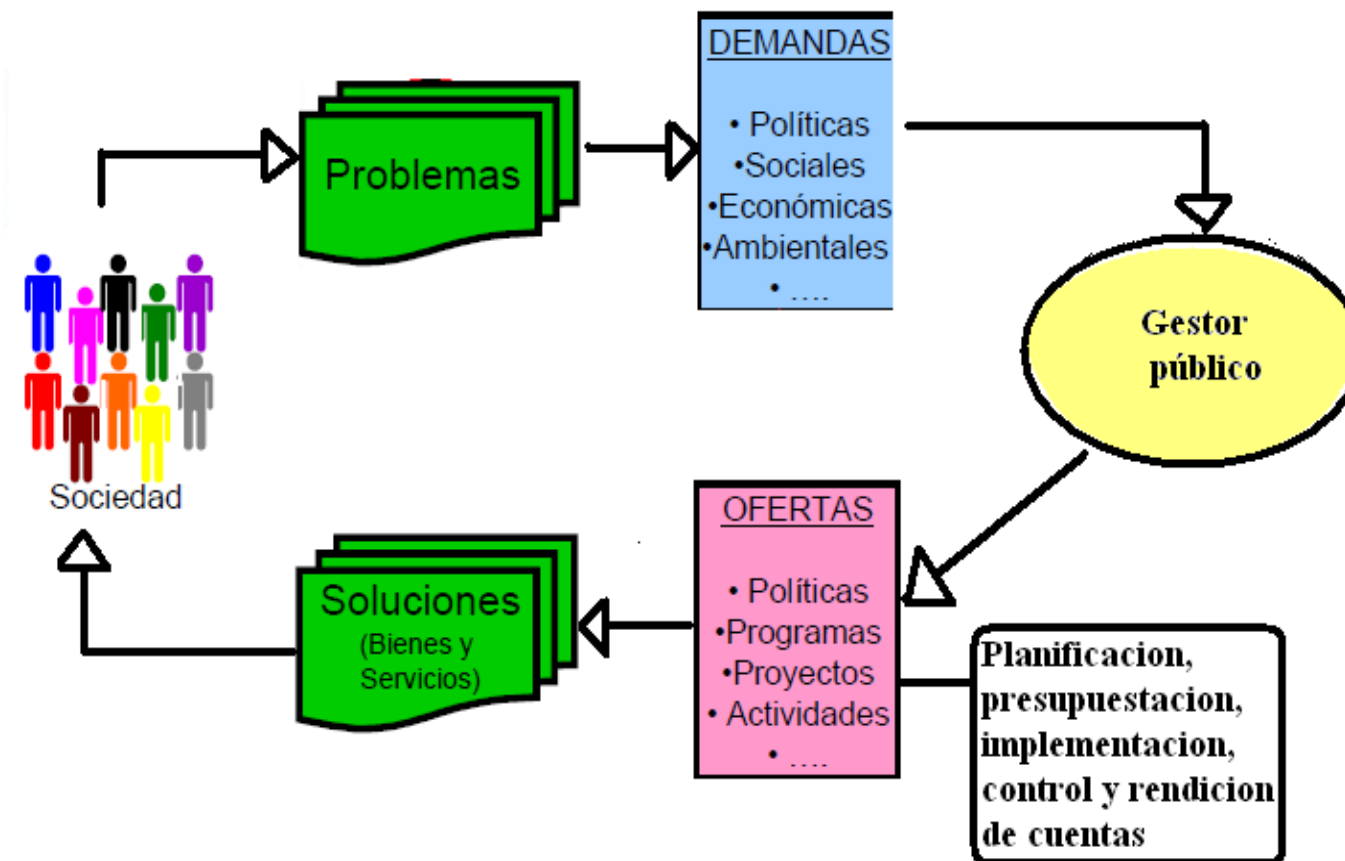 Problemas
DEMANDAS
• Políticas
•Sociales
•Económicas
•Ambientales
• ....
Gestor
público
Sociedad
OFERTAS
• Políticas
•Programas
•Proyectos
• Actividades
• ....
Soluciones
(Bienes y
Servicios)
Planificacion,
presupuestacion,
implementacion,
control y rendicion
de cuentas